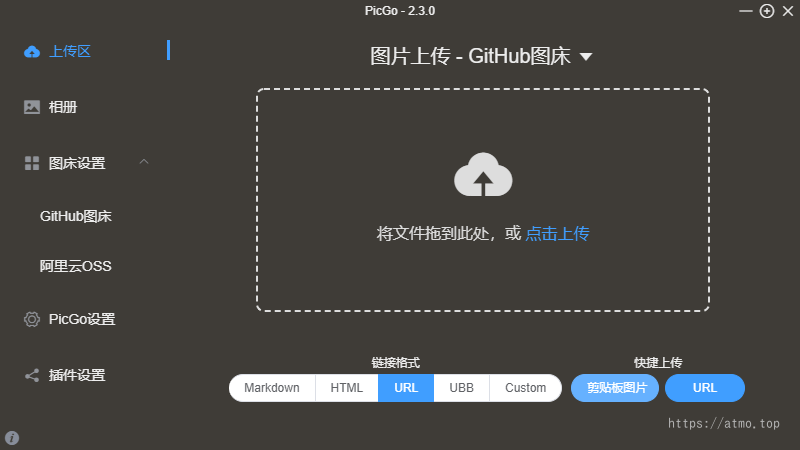 PicGo - 2.3.0
上传区
相册
图床设置
GitHub图床
阿里云OSS
PicGo设置
插件设置
图片上传 - GitHub图床
将文件拖到此处，或 点击上传
链接格式
Markdown HTML URL UBB Custom
快捷上传
剪贴板图片 URL
https://atmo.top